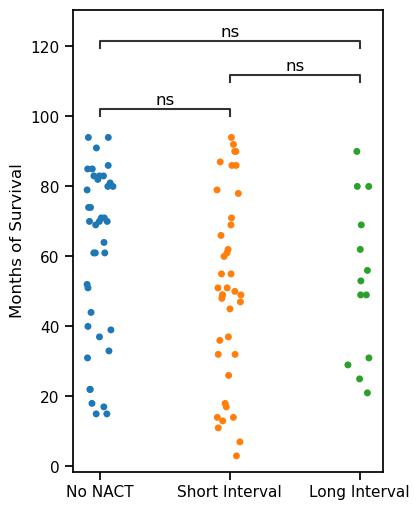 ns
ns
ns
120
100
80
60
40
20
0
Months of Survival
No NACT
Short Interval
Long Interval